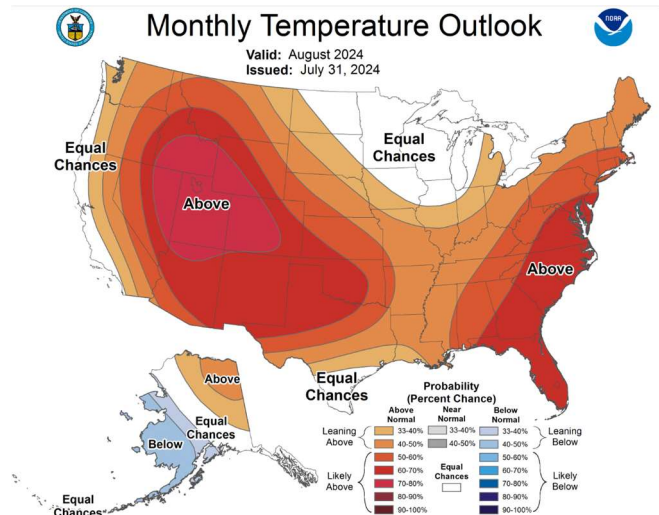 Monthly Temperature Outlook
NOAA
Valid: August 2024
Issued: July 31, 2024
Equal
Chances
Equal
Chances
Above
Above
Equal
Chances
Above
Equal
Chances
Below
Equal
Chances
Probability
(Percent Chance)
Above
Normal
Near
Normal
Below
Normal
Leaning
Above
33-40%
40-50%
33-40%
40-50%
33-40%
40-50%
Leaning
Below
Likely
Above
50-60%
60-70%
70-80%
80-90%
90-100%
Equal
Chances
50-60%
60-70%
70-80%
80-90%
90-100%
Likely
Below